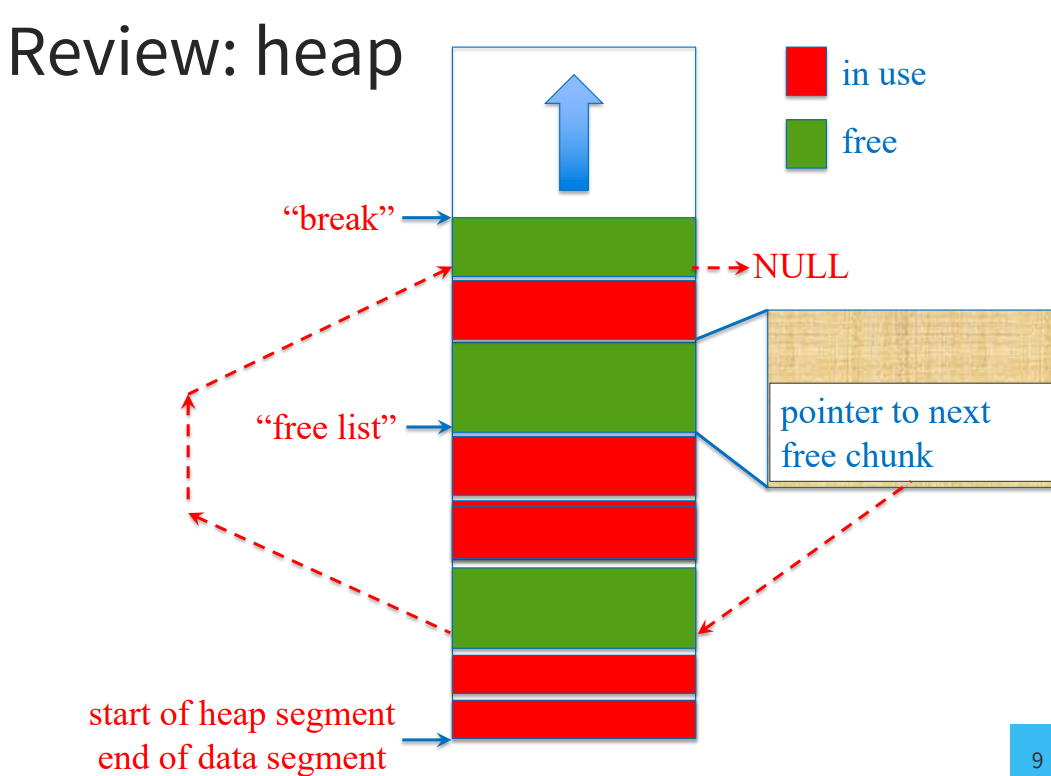 Review: heap
in use
free
“break”
NULL
pointer to next
free chunk
“free list”
start of heap segment
end of data segment
9